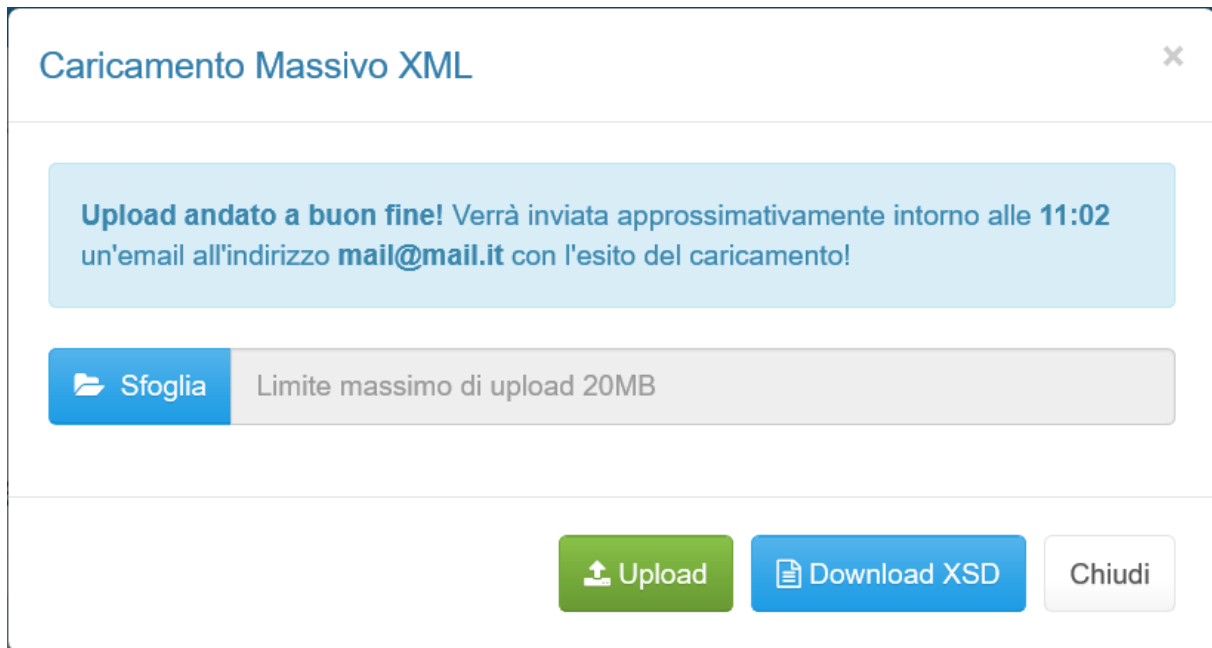 Caricamento Massivo XML
×
Upload andato a buon fine! Verrà inviata approssimativamente intorno alle 11:02
un'email all'indirizzo mail@mail.it con l'esito del caricamento!
Sfoglia Limite massimo di upload 20MB
Upload Download XSD Chiudi